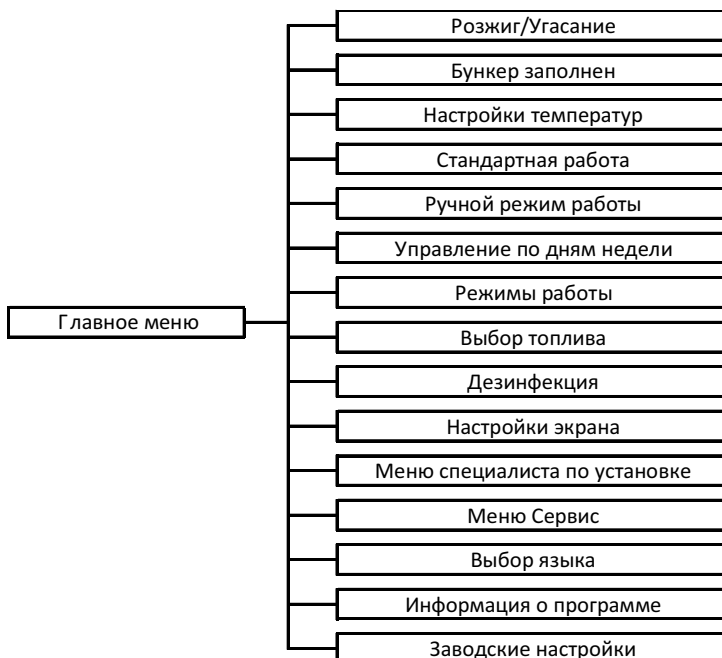 Розжиг/Угасание
Бункер заполнен
Настройки температур
Стандартная работа
Ручной режим работы
Управление по дням недели
Режимы работы
Главное меню
Выбор топлива
Дезинфекция
Настройки экрана
Меню специалиста по установке
Меню Сервис
Выбор языка
Информация о программе
Заводские настройки